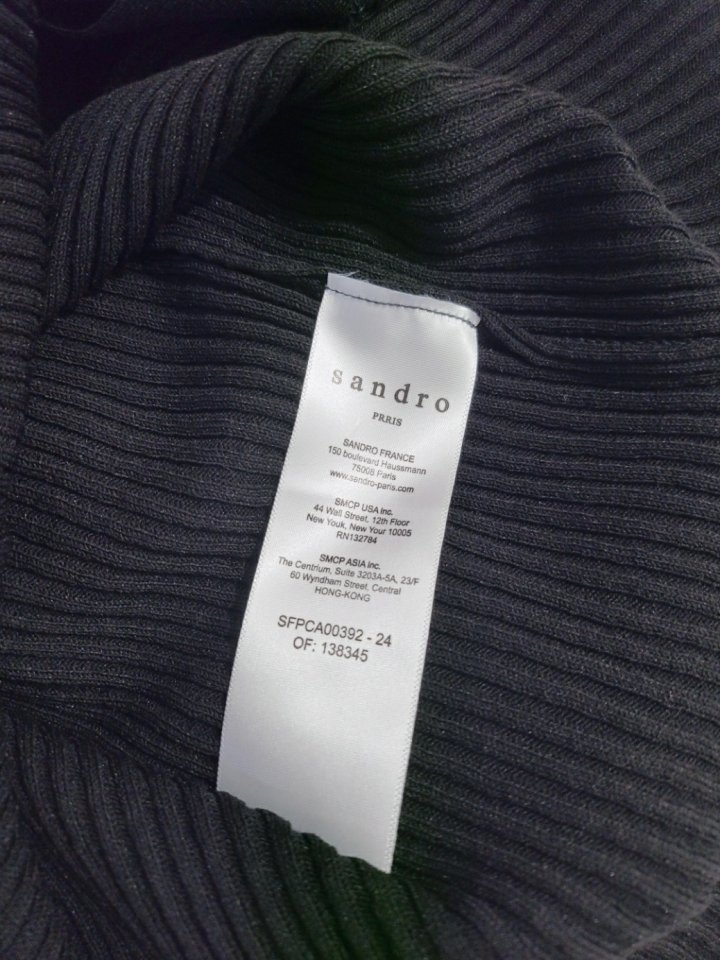 sandro
PRRIS
SANDRO FRANCE
150 boulevard Haussmann
75008 Paris
www.sendro-paris.com
SMCP USA Inc.
44 Wall Street, 12th Floor
New Youk, New Your 10005
RN132784
SMCP ASIA Inc.
The Centrium, Suite 3203A-5A, 23/F
60 Wyndham Street, Central
HONG-KONG
SFPCA00392 - 24
OF: 138345